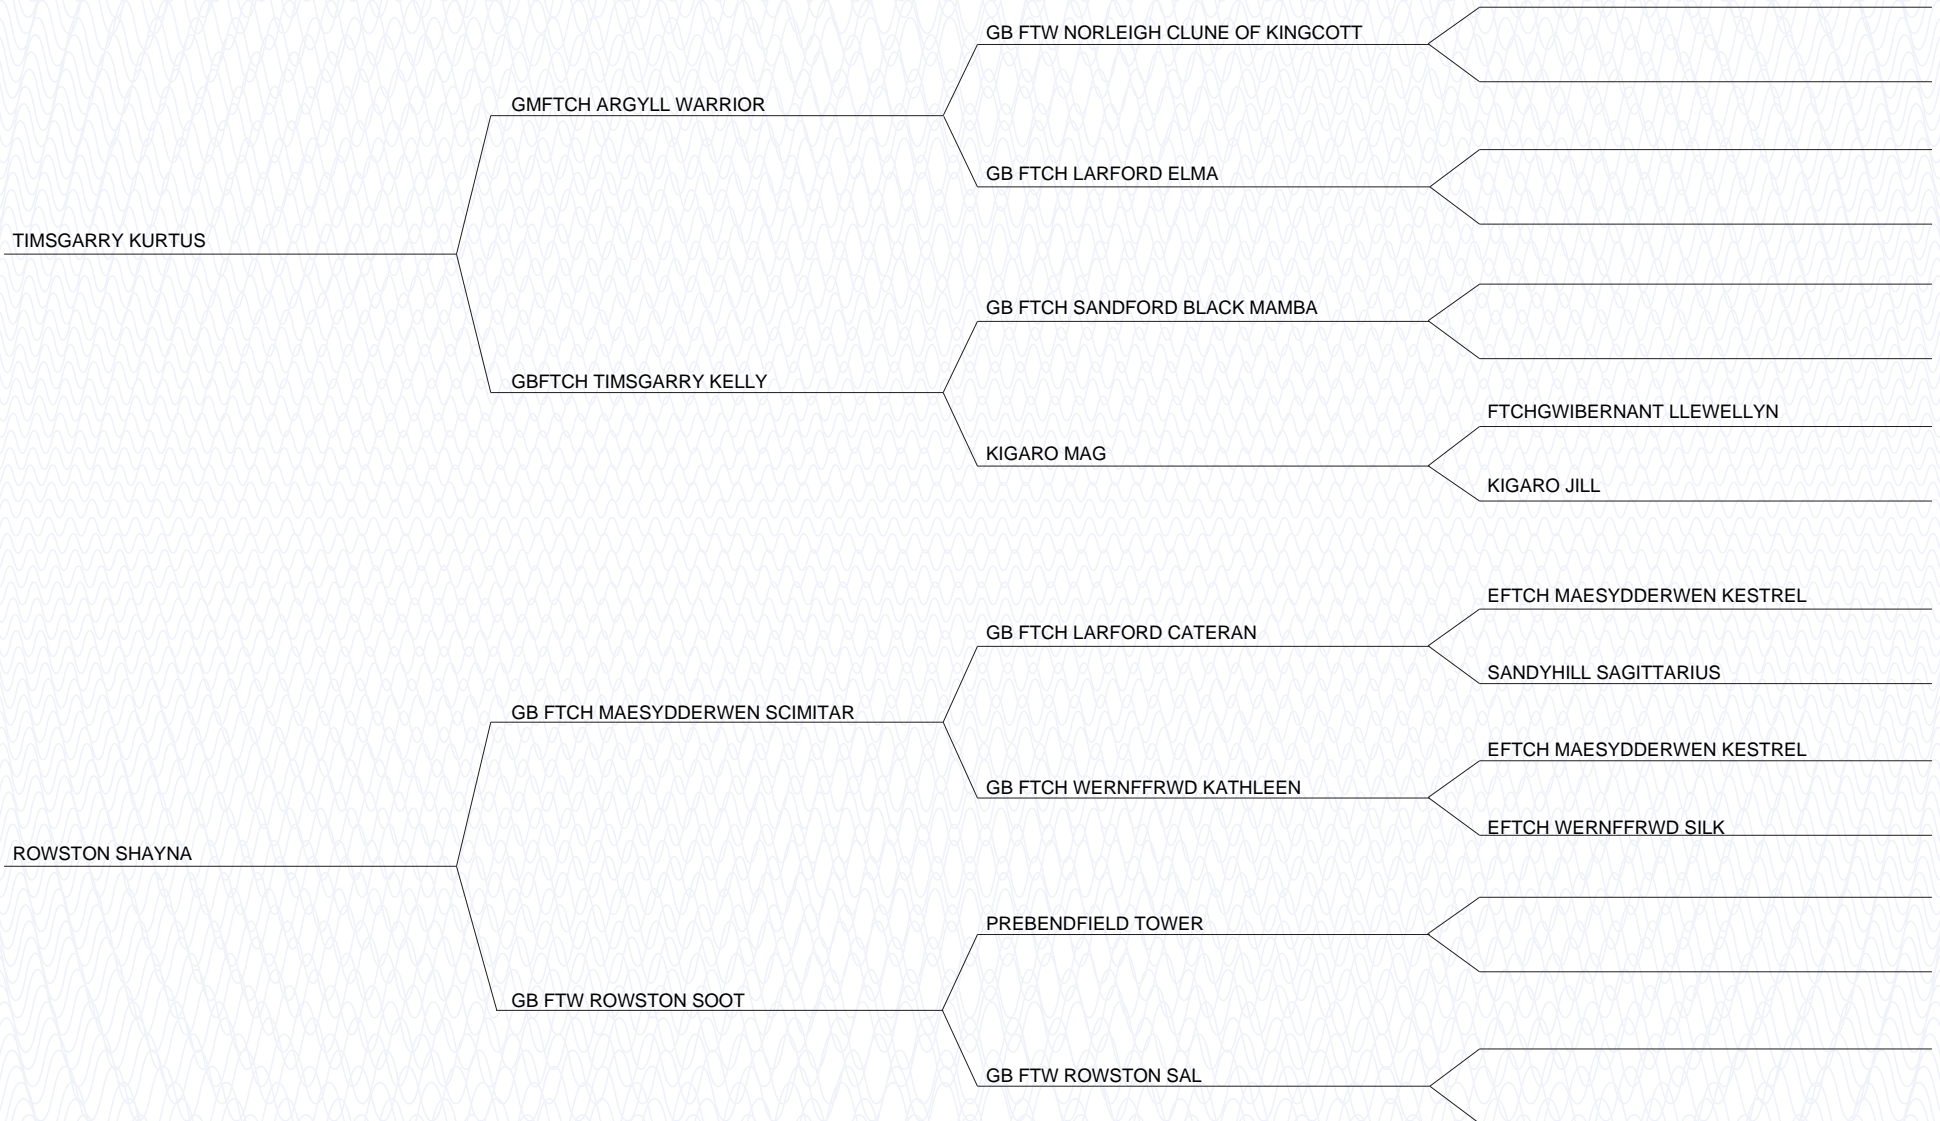 GB FTW NORLEIGH CLUNE OF KINGCOTT
GMFTCH ARGYLL WARRIOR
GB FTCH LARFORD ELMA
TIMSGARRY KURTUS
GB FTCH SANDFORD BLACK MAMBA
GBFTCH TIMSGARRY KELLY
FTCHGWIBERNANT LLEWELLYN
KIGARO MAG
KIGARO JILL
EFTCH MAESYDDERWEN KESTREL
GB FTCH LARFORD CATERAN
SANDYHILL SAGITTARIUS
GB FTCH MAESYDDERWEN SCIMITAR
EFTCH MAESYDDERWEN KESTREL
GB FTCH WERNFFRWD KATHLEEN
EFTCH WERNFFRWD SILK
ROWSTON SHAYNA
PREBENDFIELD TOWER
GB FTW ROWSTON SOOT
GB FTW ROWSTON SAL